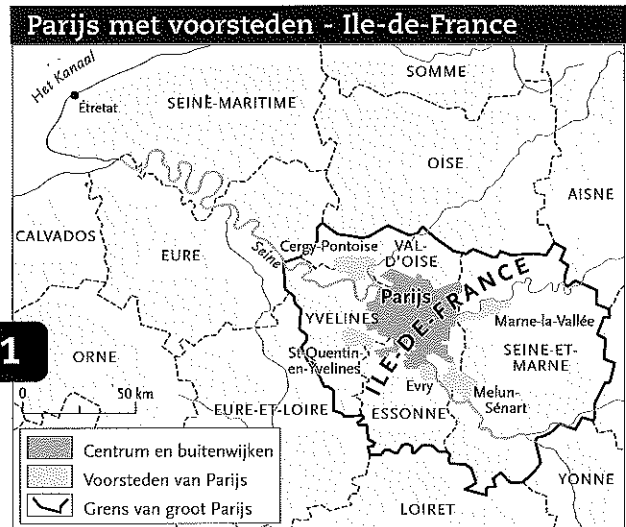 Parijs met voorsteden - Ile-de-France
Het Kanaal
SOMME
Étretat
SEINE-MARITIME
OISE
AISNE
CALVADOS
EURE
Seine
Cergy-Pontoise
VAL-
D'OISE
Parijs
ILE-DE-FRANCE
YVELINES
Marne-la-Vallée
1
ORNE
St-Quentin-
en-Yvelines
SEINE-ET-
MARNE
0 50 km
Evry
Melun-
Sénart
EURE-ET-LOIRE
ESSONNE
Centrum en buitenwijken
Voorsteden van Parijs
YONNE
Grens van groot Parijs
LOIRET